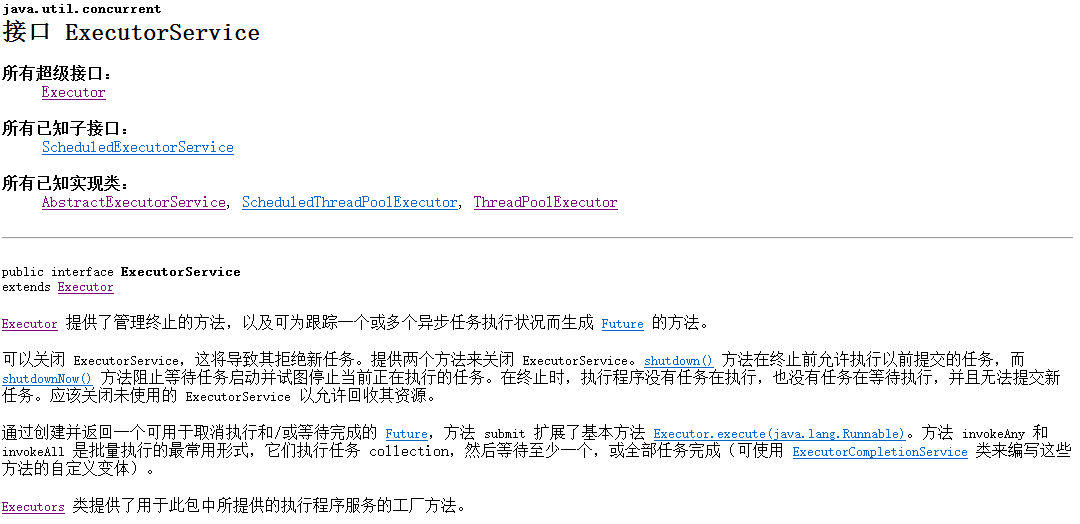 java.util.concurrent
接口 ExecutorService
所有超级接口：
Executor
所有已知子接口：
ScheduledExecutorService
所有已知实现类：
AbstractExecutorService, ScheduledThreadPoolExecutor, ThreadPoolExecutor
public interface ExecutorService
extends Executor
Executor 提供了管理终止的方法，以及可为跟踪一个或多个异步任务执行状况而生成 Future 的方法。
可以关闭 ExecutorService，这将导致其拒绝新任务。提供两个方法来关闭 ExecutorService。shutdown() 方法在终止前允许执行以前提交的任务，而
shutdownNow() 方法阻止等待任务启动并试图停止当前正在执行的任务。在终止时，执行程序没有任务在执行，也没有任务在等待执行，并且无法提交新
任务。应该关闭未使用的 ExecutorService 以允许回收其资源。
通过创建并返回一个可用于取消执行和/或等待完成的 Future，方法 submit 扩展了基本方法 Executor.execute(java.lang.Runnable)。方法 invokeAny 和
invokeAll 是批量执行的最常用形式，它们执行任务 collection，然后等待至少一个，或全部任务完成（可使用 ExecutorCompletionService 类来编写这些
方法的自定义变体）。
Executors 类提供了用于此包中所提供的执行程序服务的工厂方法。